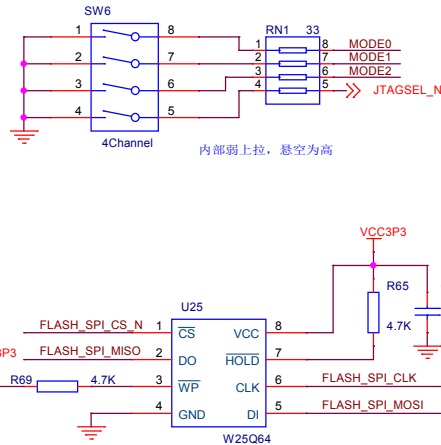 SW6
1 8
2 7
3 6
4 5
4Channel
RN1 33
1 8 MODE0
2 7 MODE1
3 6 MODE2
4 5 JTAGSEL_N
内部弱上拉，悬空为高
VCC3P3
R65
4.7K
U25
FLASH_SPI_CS_N 1 CS VCC 8
FLASH_SPI_MISO 2 DO HOLD 7
R69 4.7K 3 WP CLK 6 FLASH_SPI_CLK
4 GND DI 5 FLASH_SPI_MOSI
W25Q64